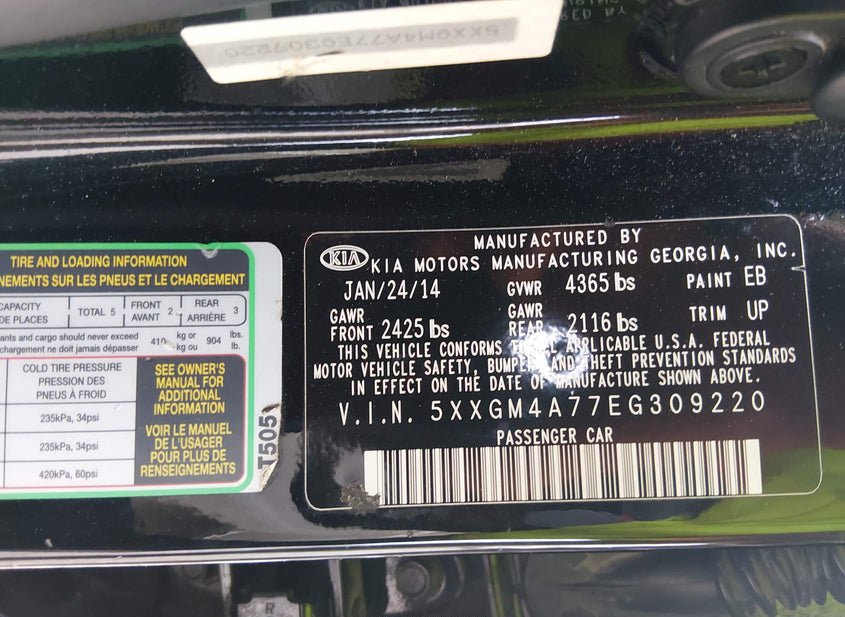 5XXGM4A77EG309220
TIRE AND LOADING INFORMATION
NEMENTS SUR LES PNEUS ET LE CHARGEMENT
CAPACITY
DE PLACES
TOTAL 5
FRONT
AVANT 2
REAR
ARRIÈRE 3
ants and cargo should never exceed
chargement ne doit jamais dépasser
410 kg or
kg ou
904 lbs.
lb.
COLD TIRE PRESSURE
PRESSION DES
PNEUS À FROID
235kPa, 34psi
235kPa, 34psi
420kPa, 60psi
SEE OWNER'S
MANUAL FOR
ADDITIONAL
INFORMATION
VOIR LE MANUEL
DE L'USAGER
POUR PLUS DE
RENSEIGNEMENTS
T505
MANUFACTURED BY
KIA KIA MOTORS MANUFACTURING GEORGIA, INC.
JAN/24/14 GVWR 4365 lbs PAINT EB
GAWR
FRONT 2425 lbs
GAWR
REAR 2116 lbs
TRIM UP
THIS VEHICLE CONFORMS ALL APPLICABLE U.S.A. FEDERAL
MOTOR VEHICLE SAFETY, BUMPER AND THEFT PREVENTION STANDARDS
IN EFFECT ON THE DATE OF MANUFACTURE SHOWN ABOVE.
V.I.N. 5XXGM4A77EG309220
PASSENGER CAR
R